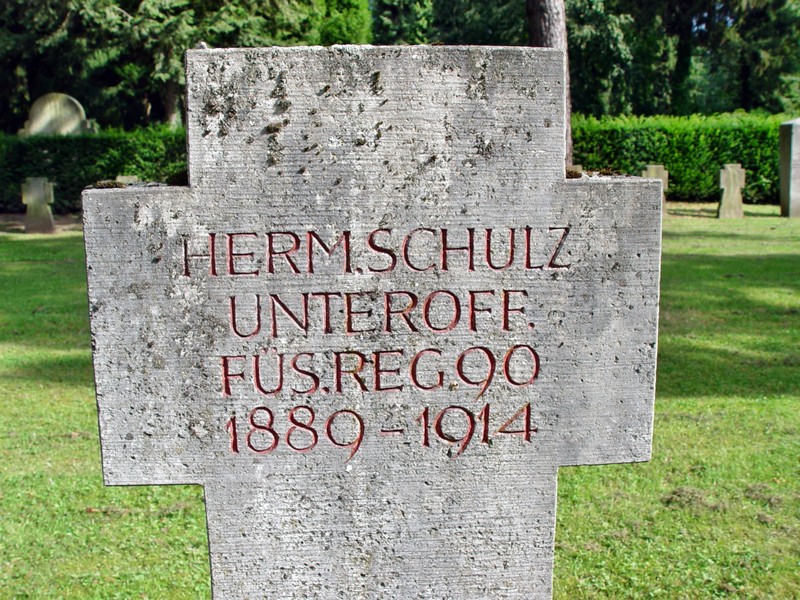 HERM. SCHULZ
UNTEROFF.
FÜS. REG. 90
1889 - 1914